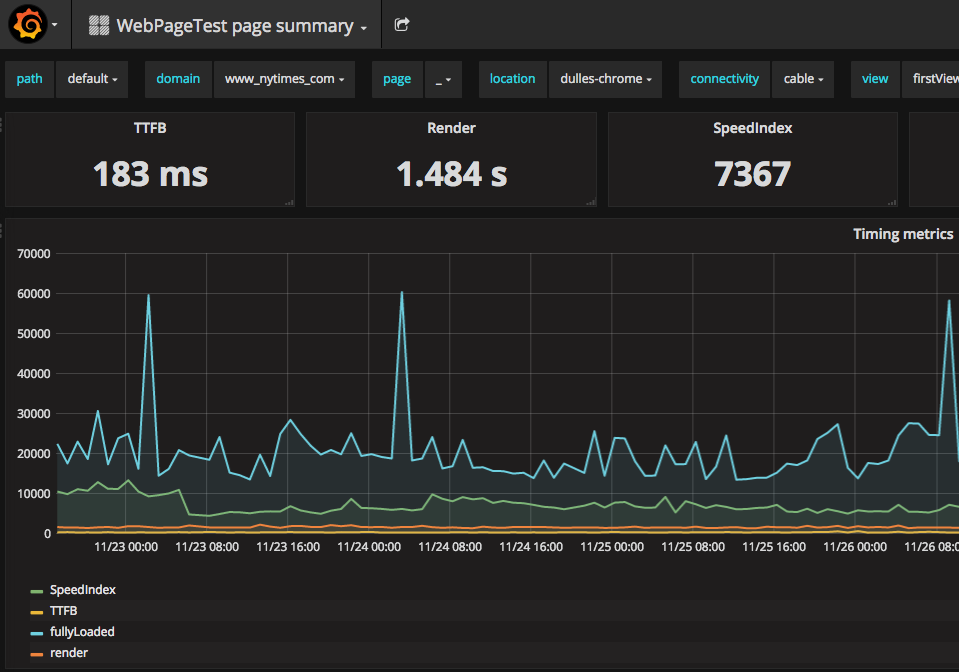 WebPageTest page summary
path default domain www_nytimes_com page _ location dulles-chrome connectivity cable view firstView
TTFB Render SpeedIndex
183 ms 1.484 s 7367
Timing metrics
70000
60000
50000
40000
30000
20000
10000
0
11/23 00:00 11/23 08:00 11/23 16:00 11/24 00:00 11/24 08:00 11/24 16:00 11/25 00:00 11/25 08:00 11/25 16:00 11/26 00:00 11/26 08:0
SpeedIndex
TTFB
fullyLoaded
render